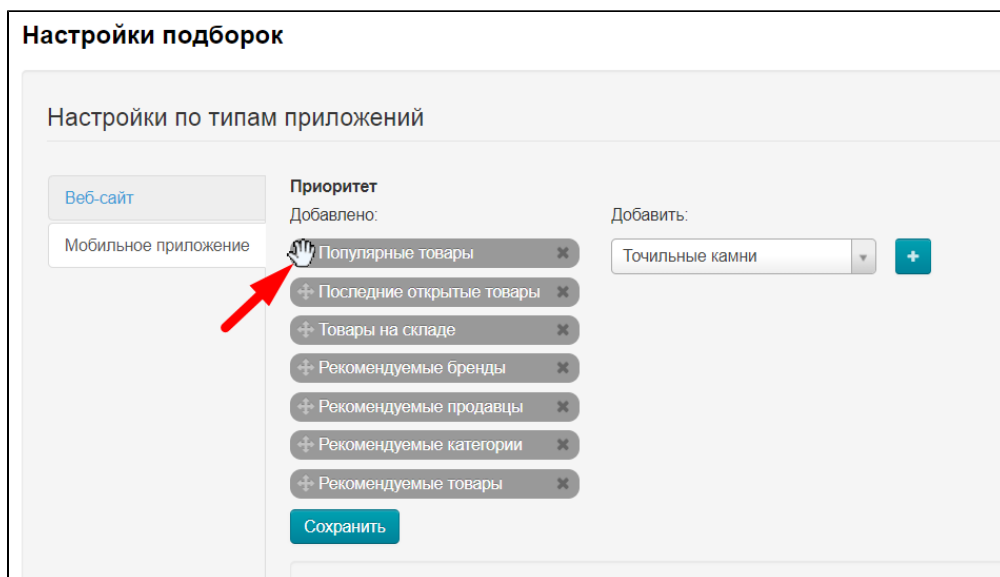 Настройки подборок
Настройки по типам приложений
Веб-сайт
Мобильное приложение
Приоритет
Добавлено:
Популярные товары
Последние открытые товары
Товары на складе
Рекомендуемые бренды
Рекомендуемые продавцы
Рекомендуемые категории
Рекомендуемые товары
Сохранить
Добавить:
Точильные камни